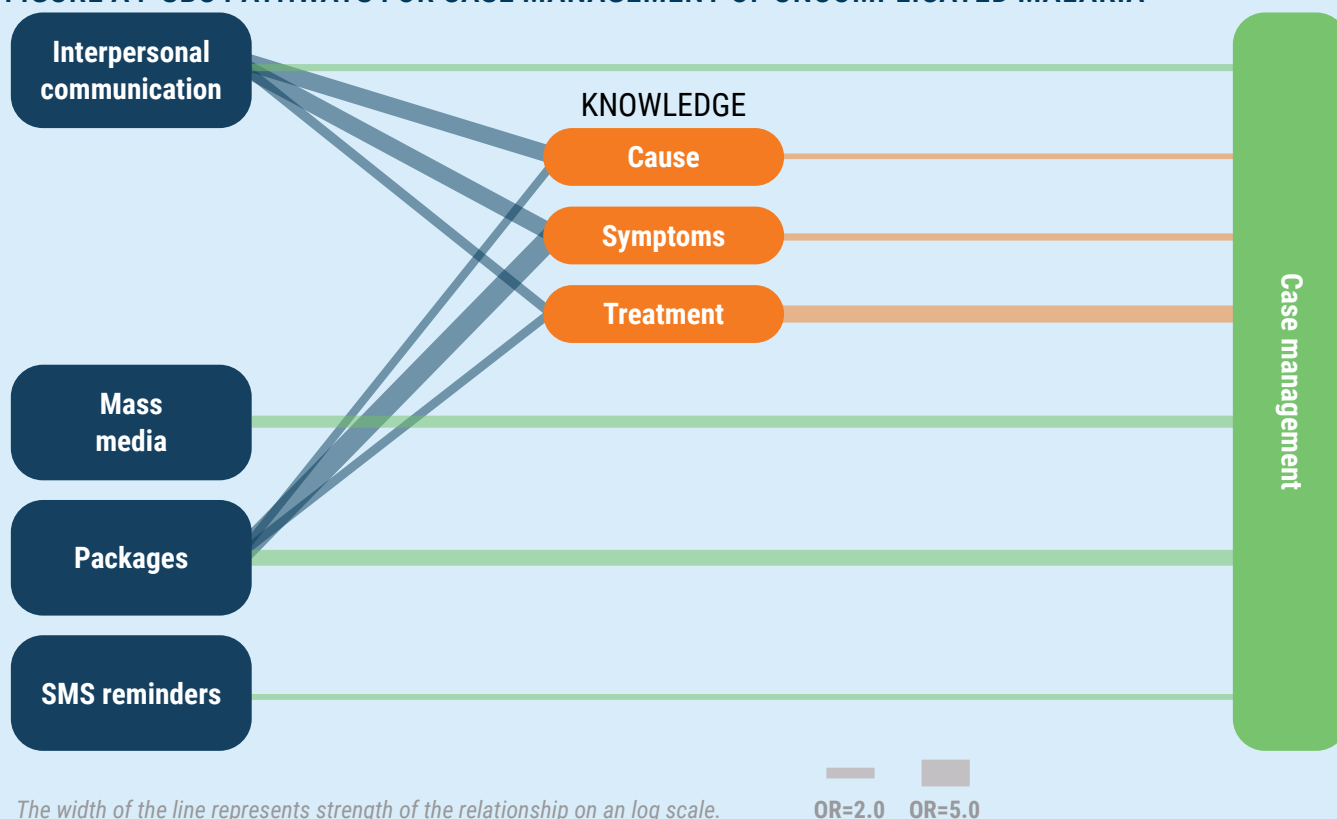 Interpersonal
communication
KNOWLEDGE
Cause
Symptoms
Treatment
Mass
media
Packages
SMS reminders
Case management
The width of the line represents strength of the relationship on an log scale.
OR=2.0 OR=5.0